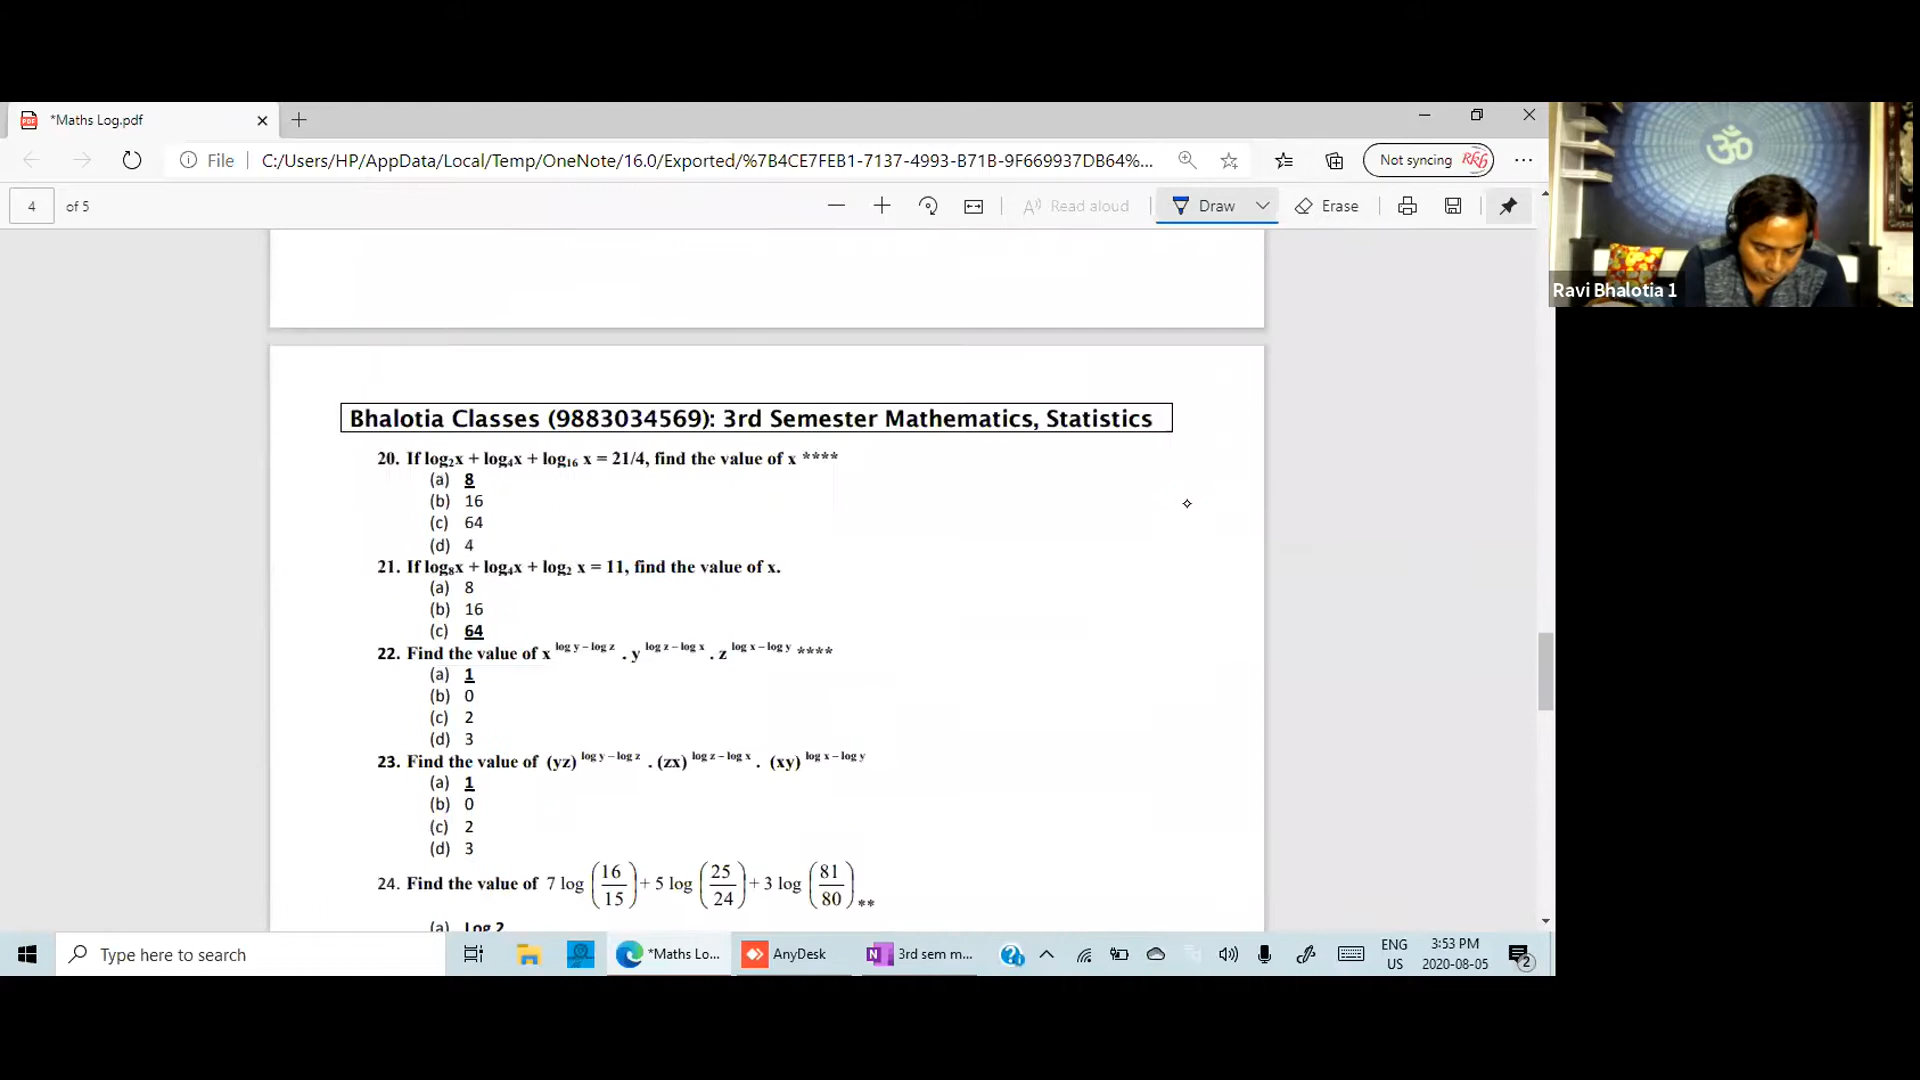 *Maths Log.pdf
File
C:/Users/HP/AppData/Local/Temp/OneNote/16.0/Exported/%7B4CE7FEB1-7137-4993-B71B-9F669937DB64%...
Not syncing
4 of 5
Read aloud
Draw
Erase
Ravi Bhalotia 1
Bhalotia Classes (9883034569): 3rd Semester Mathematics, Statistics
20. If log₂x + log₄x + log₁₆ x = 21/4, find the value of x ****
(a) 8
(b) 16
(c) 64
(d) 4
21. If log₈x + log₄x + log₂ x = 11, find the value of x.
(a) 8
(b) 16
(c) 64
22. Find the value of x ^(log y – log z) . y ^(log z – log x) . z ^(log x – log y) ****
(a) 1
(b) 0
(c) 2
(d) 3
23. Find the value of (yz) ^(log y – log z) . (zx) ^(log z – log x) . (xy) ^(log x – log y)
(a) 1
(b) 0
(c) 2
(d) 3
24. Find the value of 7 log (16/15) + 5 log (25/24) + 3 log (81/80) **
(a) Log 2
Type here to search
*Maths Lo...
AnyDesk
3rd sem m...
ENG
US
3:53 PM
2020-08-05
2